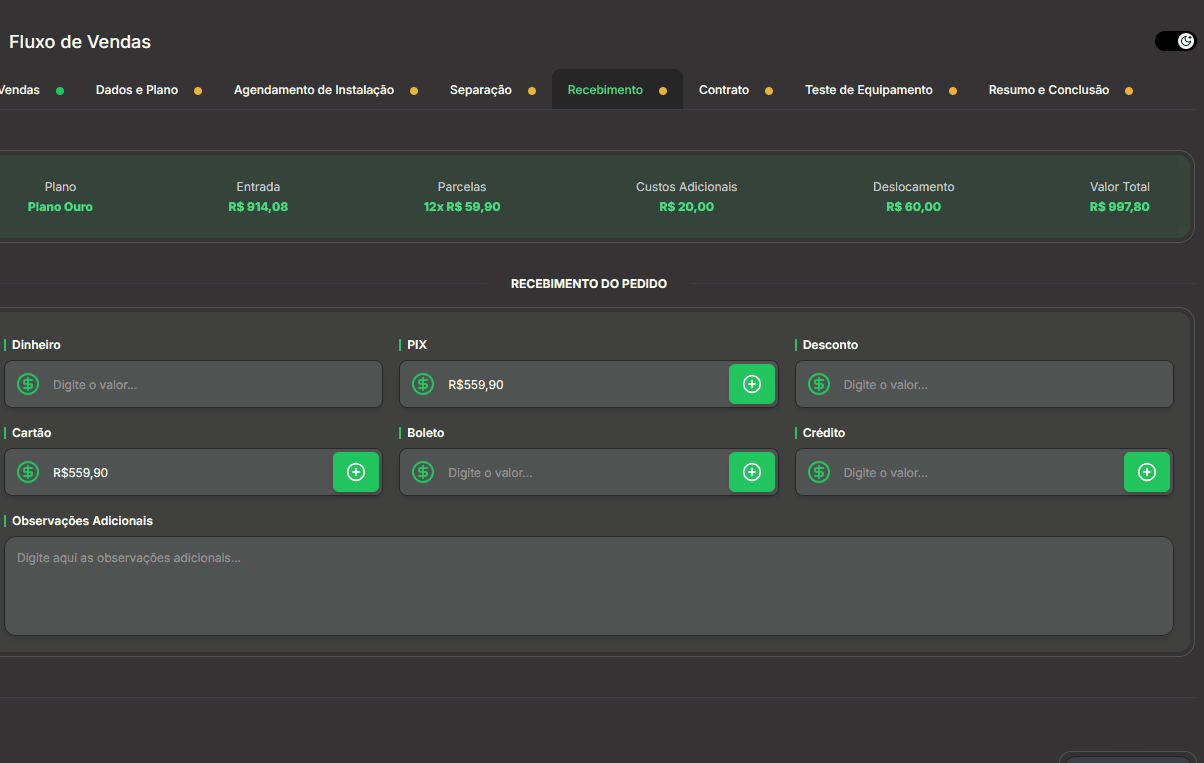 Fluxo de Vendas
Vendas Dados e Plano Agendamento de Instalação Separação Recebimento Contrato Teste de Equipamento Resumo e Conclusão
Plano Entrada Parcelas Custos Adicionais Deslocamento Valor Total
Plano Ouro R$ 914,08 12x R$ 59,90 R$ 20,00 R$ 60,00 R$ 997,80
RECEBIMENTO DO PEDIDO
Dinheiro PIX Desconto
Digite o valor... R$559,90 Digite o valor...
Cartão Boleto Crédito
R$559,90 Digite o valor... Digite o valor...
Observações Adicionais
Digite aqui as observações adicionais...